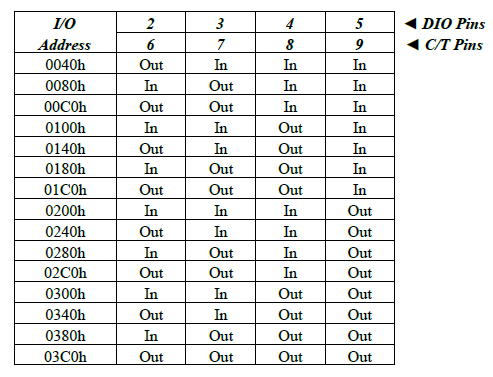 I/O 2 3 4 5 ◄ DIO Pins
Address 6 7 8 9 ◄ C/T Pins
0040h Out In In In
0080h In Out In In
00C0h Out Out In In
0100h In In Out In
0140h Out In Out In
0180h In Out Out In
01C0h Out Out Out In
0200h In In In Out
0240h Out In In Out
0280h In Out In Out
02C0h Out Out In Out
0300h In In Out Out
0340h Out In Out Out
0380h In Out Out Out
03C0h Out Out Out Out